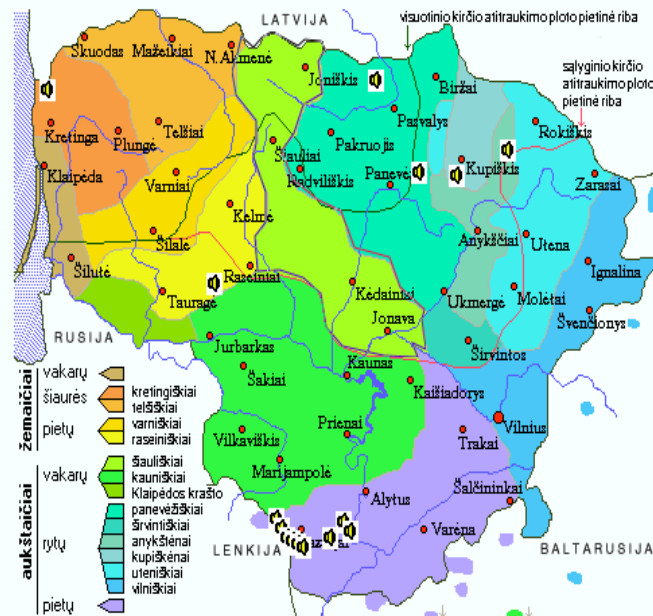 LATVIJA
visuotinio kirčio atitraukimo ploto pietinė riba
sąlyginio kirčio
atitraukimo ploto
pietinė riba
Skuodas
Mažeikiai
N.Akmenė
Joniškis
Biržai
Pasvalys
Rokiškis
Kretinga
Plungė
Telšiai
Pakruojis
Šiauliai
Kupiškis
Klaipėda
Varniai
Radviliškis
Panevė
Zarasai
Kelmė
Šilalė
Anykščiai
Utena
Šilutė
Raseiniai
Ignalina
Tauragė
Kėdainisi
Ukmergė
Molėtai
Švenčionys
RUSIJA
Jurbarkas
Jonava
Širvintos
Kaunas
Šakiai
Kaišiadorys
Vilnius
Vilkaviškis
Prienai
Trakai
Marijampolė
Alytus
Šalčininkai
Varėna
LENKIJA
BALTARUSIJA
žemaičiai
vakarų
šiaurės
kretingiškiai
telšiškiai
pietų
varniškiai
raseiniškiai
aukštaičiai
vakarų
šiauliškiai
kauniškiai
Klaipėdos krašto
rytų
panevėžiškiai
širvintiškiai
anykštėnai
kupiškėnai
uteniškiai
vilniškiai
pietų